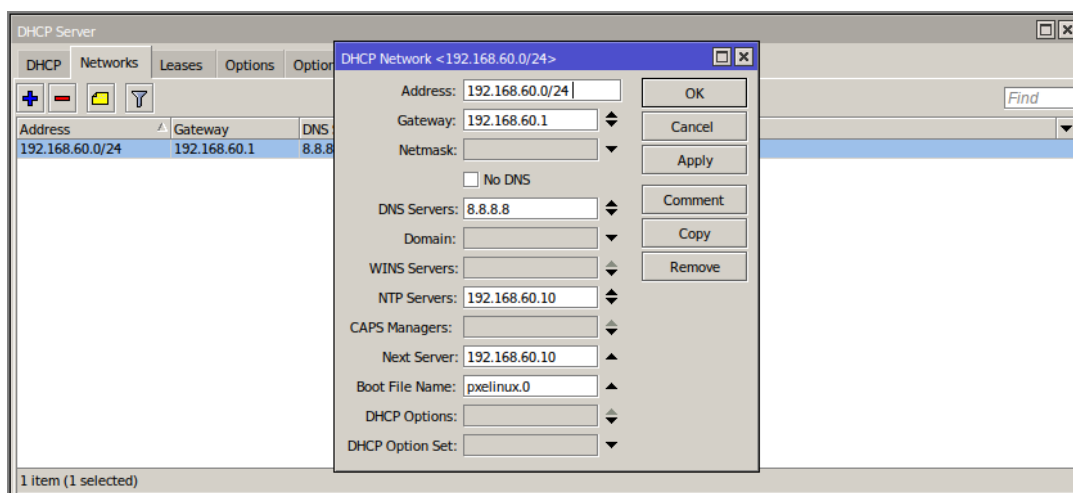 DHCP Server
DHCP Networks Leases Options Option
Find
Address Gateway DNS
192.168.60.0/24 192.168.60.1 8.8.8
1 item (1 selected)
DHCP Network <192.168.60.0/24>
Address: 192.168.60.0/24
Gateway: 192.168.60.1
Netmask:
No DNS
DNS Servers: 8.8.8.8
Domain:
WINS Servers:
NTP Servers: 192.168.60.10
CAPS Managers:
Next Server: 192.168.60.10
Boot File Name: pxelinux.0
DHCP Options:
DHCP Option Set:
OK
Cancel
Apply
Comment
Copy
Remove